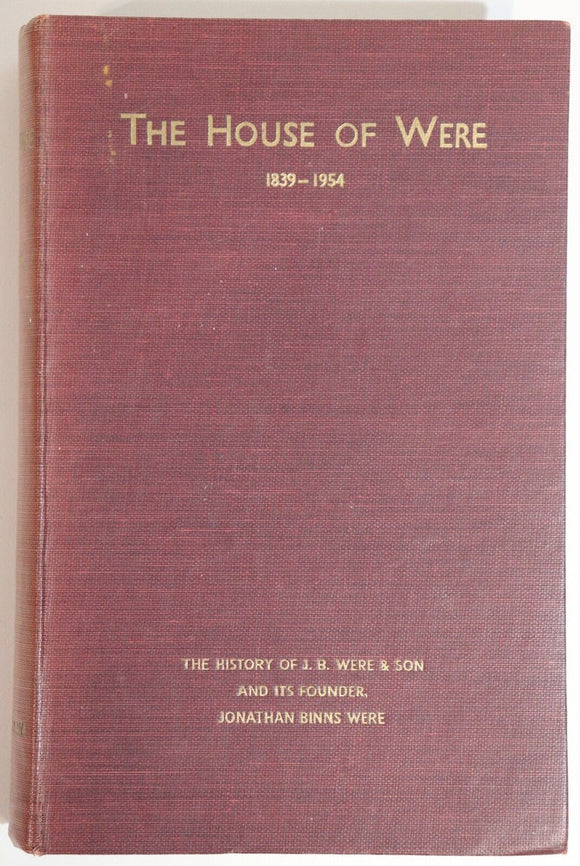 THE HOUSE OF WERE
1839–1954
THE HISTORY OF J. B. WERE & SON
AND ITS FOUNDER,
JONATHAN BINNS WERE